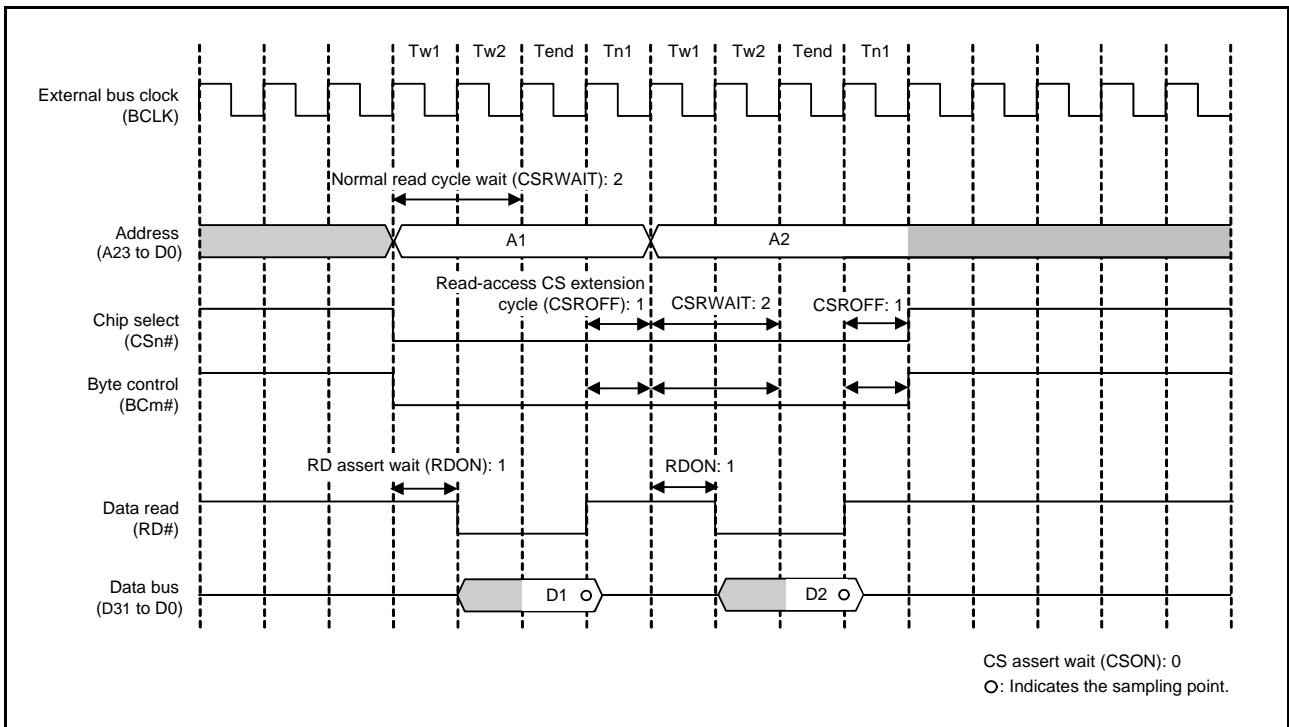 Tw1 Tw2 Tend Tn1 Tw1 Tw2 Tend Tn1
External bus clock
(BCLK)
Normal read cycle wait (CSRWAIT): 2
Address
(A23 to D0)
A1 A2
Read-access CS extension
cycle (CSROFF): 1 CSRWAIT: 2 CSROFF: 1
Chip select
(CSn#)
Byte control
(BCm#)
RD assert wait (RDON): 1 RDON: 1
Data read
(RD#)
Data bus
(D31 to D0)
D1 D2
CS assert wait (CSON): 0
O: Indicates the sampling point.